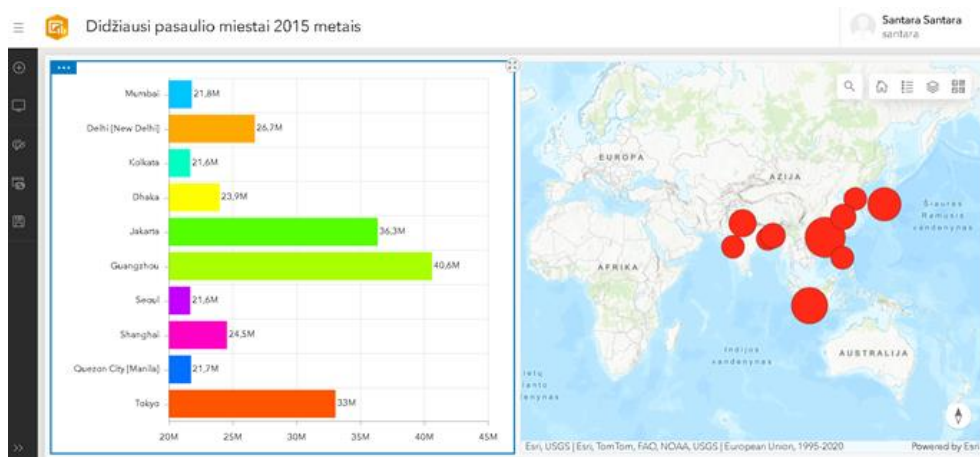 Didžiausi pasaulio miestai 2015 metais
Santara Santara
santara
Mumbai
21,8M
Delhi [New Delhi]
26,7M
Kolkata
21,6M
Dhaka
23,9M
Jakarta
36,3M
Guangzhou
40,6M
Seoul
21,6M
Shanghai
24,5M
Quezon City [Manila]
21,7M
Tokyo
33M
20M 25M 30M 35M 40M 45M
EUROPA
AZIJA
Šiaurės
Ramusis
vandenynas
AFRIKA
Indijos
vandenynas
AUSTRALIJA
Esri, USGS | Esri, TomTom, FAO, NOAA, USGS | European Union, 1995-2020
Powered by Esri